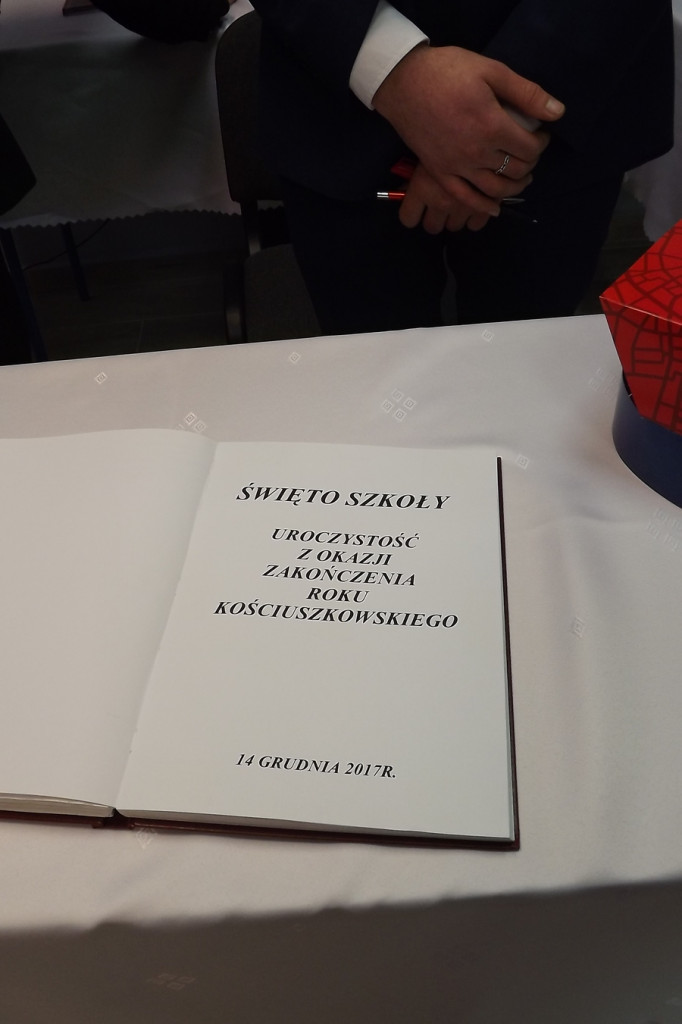 ŚWIĘTO SZKOŁY
UROCZYSTOŚĆ
Z OKAZJI
ZAKOŃCZENIA
ROKU
KOŚCIUSZKOWSKIEGO
14 GRUDNIA 2017R.